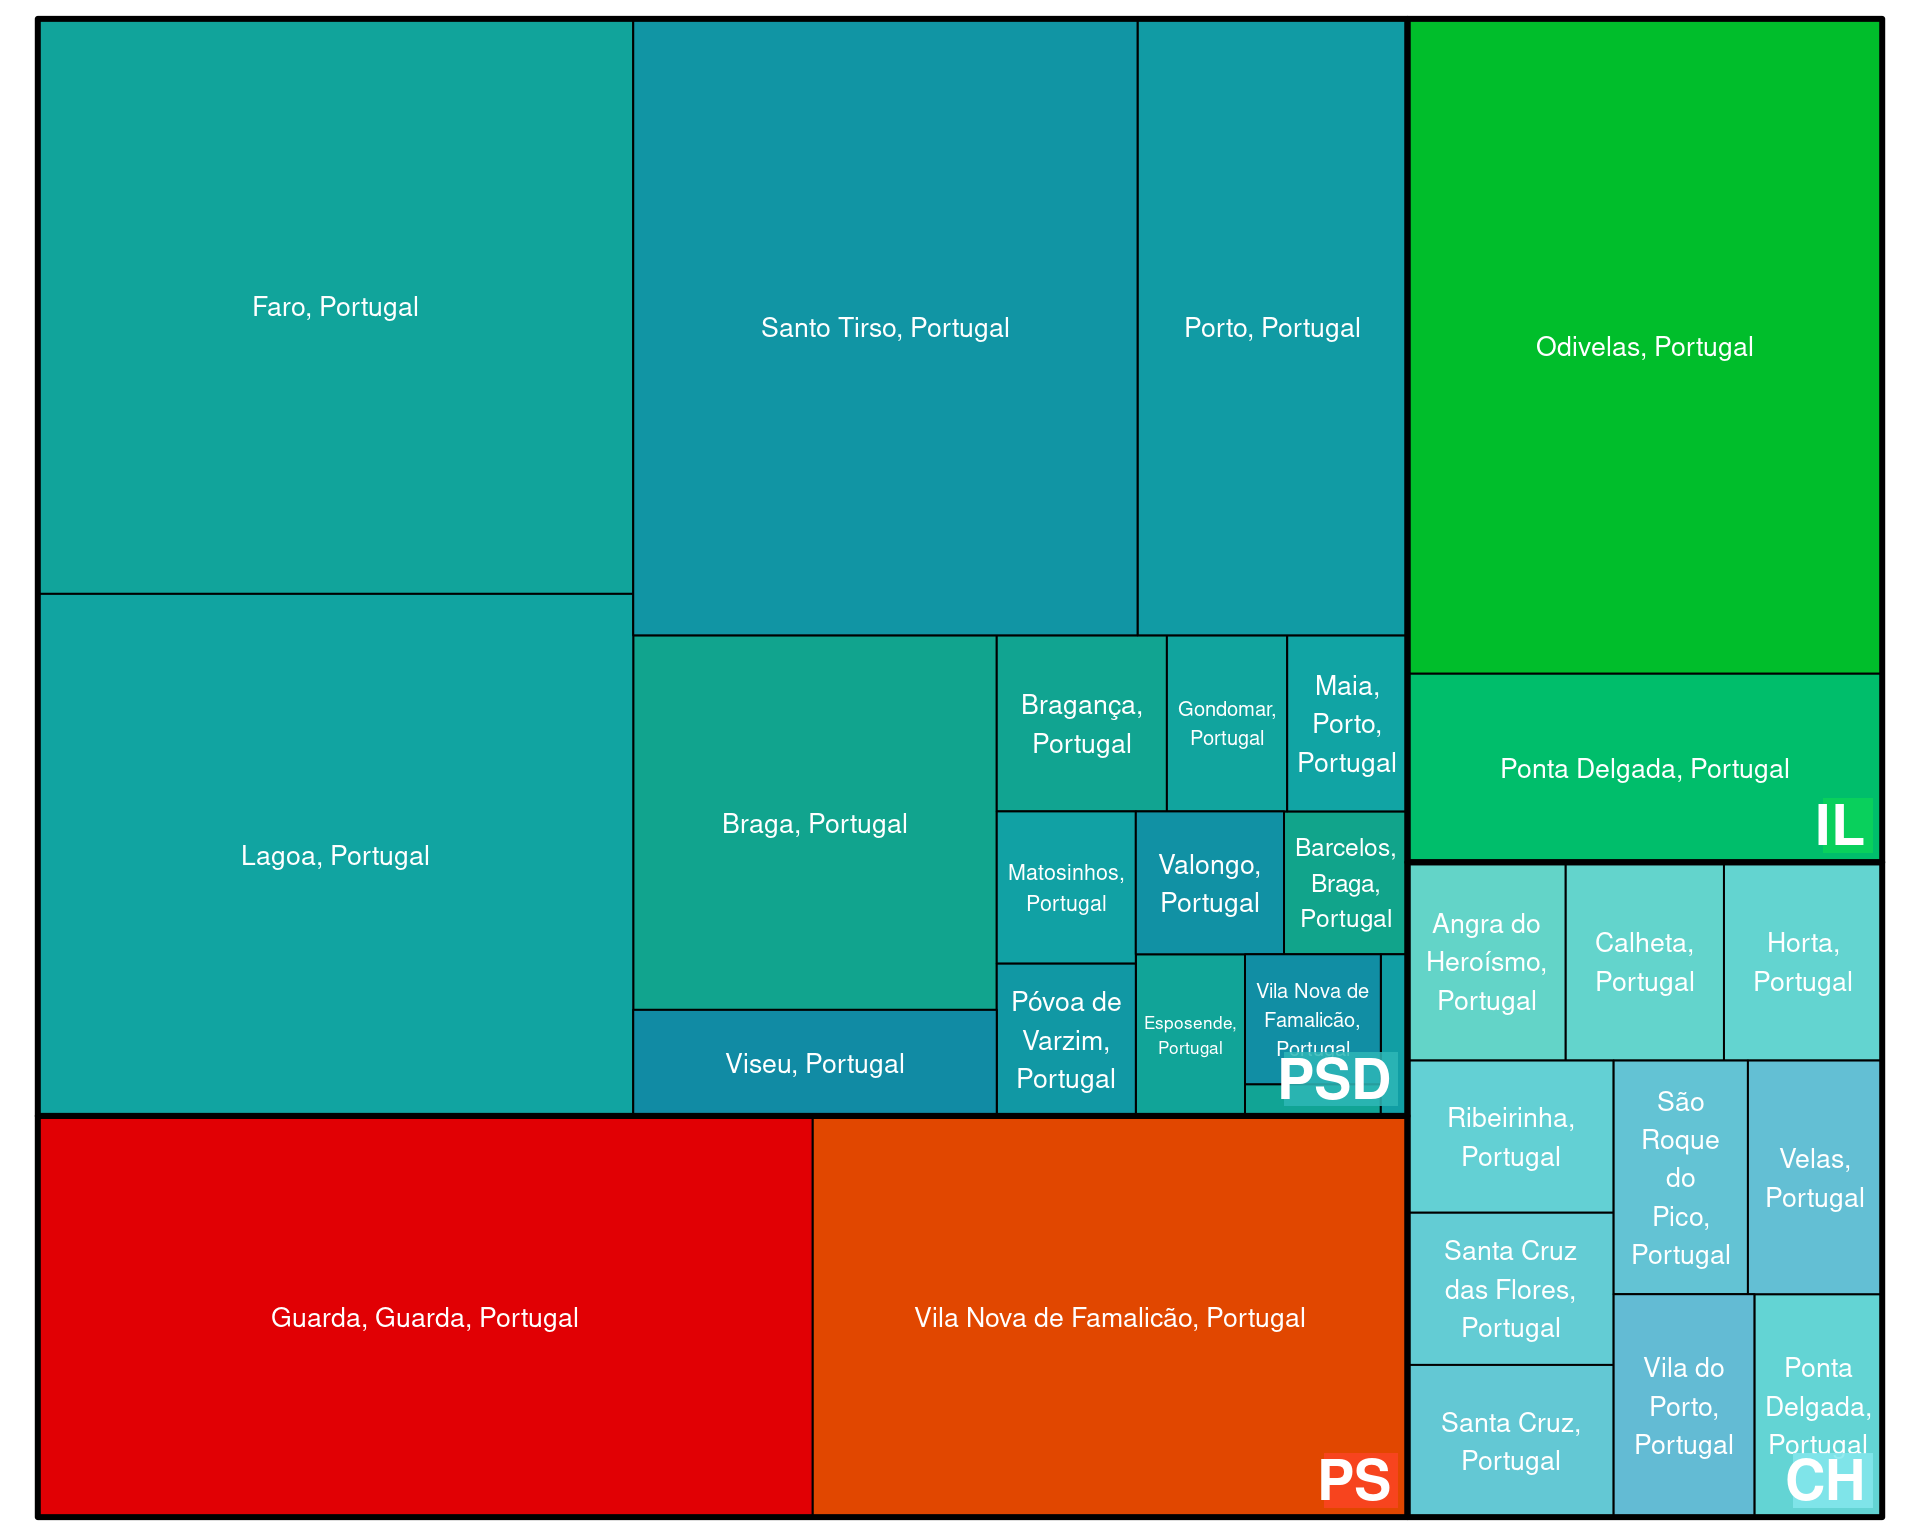 Faro, Portugal
Santo Tirso, Portugal
Porto, Portugal
Odivelas, Portugal
Lagoa, Portugal
Braga, Portugal
Bragança,
Portugal
Gondomar,
Portugal
Maia,
Porto,
Portugal
Ponta Delgada, Portugal
IL
Matosinhos,
Portugal
Valongo,
Portugal
Barcelos,
Braga,
Portugal
Viseu, Portugal
Póvoa de
Varzim,
Portugal
Esposende,
Portugal
Vila Nova de
Famalicão,
Portugal
PSD
Angra do
Heroísmo,
Portugal
Calheta,
Portugal
Horta,
Portugal
Ribeirinha,
Portugal
São
Roque
do
Pico,
Portugal
Velas,
Portugal
Santa Cruz
das Flores,
Portugal
Santa Cruz,
Portugal
Vila do
Porto,
Portugal
Ponta
Delgada,
Portugal
CH
Guarda, Guarda, Portugal
Vila Nova de Famalicão, Portugal
PS